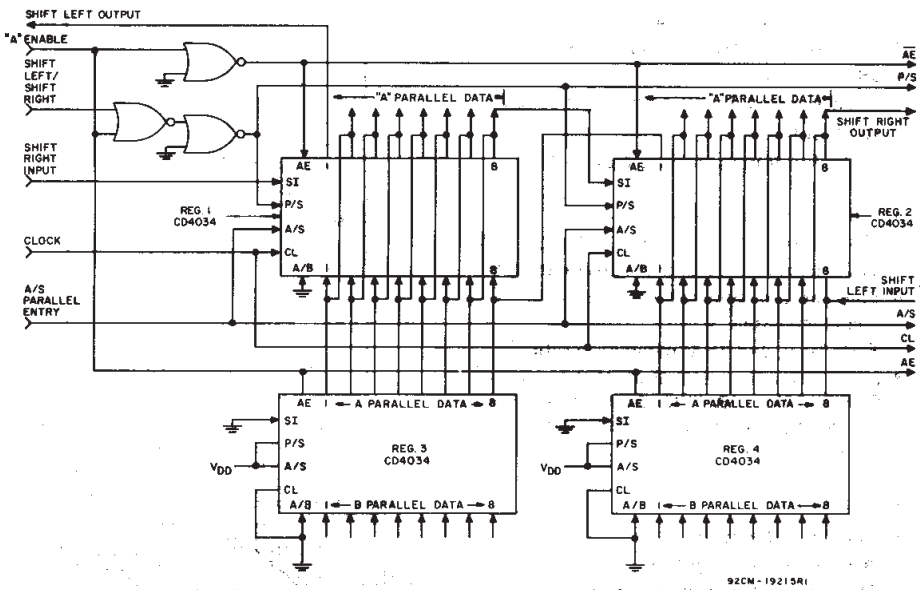 SHIFT LEFT OUTPUT
"A" ENABLE
SHIFT
LEFT/
SHIFT
RIGHT
SHIFT
RIGHT
INPUT
CLOCK
A/S
PARALLEL
ENTRY
"A" PARALLEL DATA
AE 1 8
SI
P/S
A/S
CL
A/B 1 8
REG. 1
CD4034
"A" PARALLEL DATA
AE 1 8
SI
P/S
A/S
CL
A/B 1 8
REG. 2
CD4034
AE
P/S
SHIFT RIGHT
OUTPUT
SHIFT
LEFT INPUT
A/S
CL
AE
AE 1 A PARALLEL DATA 8
SI
P/S
A/S
CL
A/B 1 B PARALLEL DATA 8
REG. 3
CD4034
VDD
AE 1 A PARALLEL DATA 8
SI
P/S
A/S
CL
A/B 1 B PARALLEL DATA 8
REG. 4
CD4034
VDD
92CM-19215R1